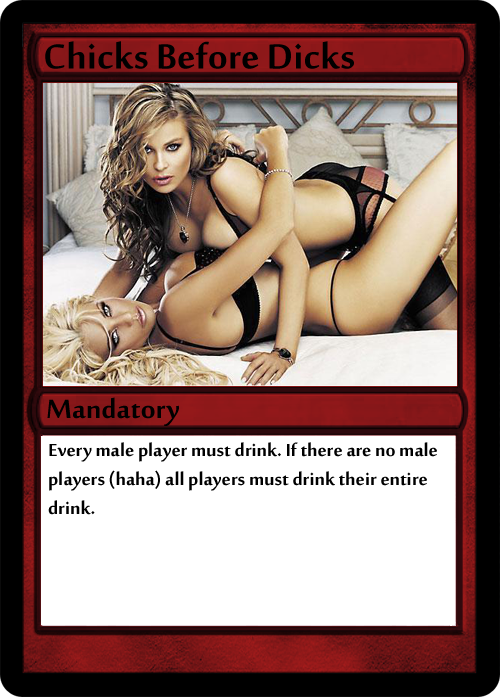 Chicks Before Dicks
Mandatory
Every male player must drink. If there are no male
players (haha) all players must drink their entire
drink.